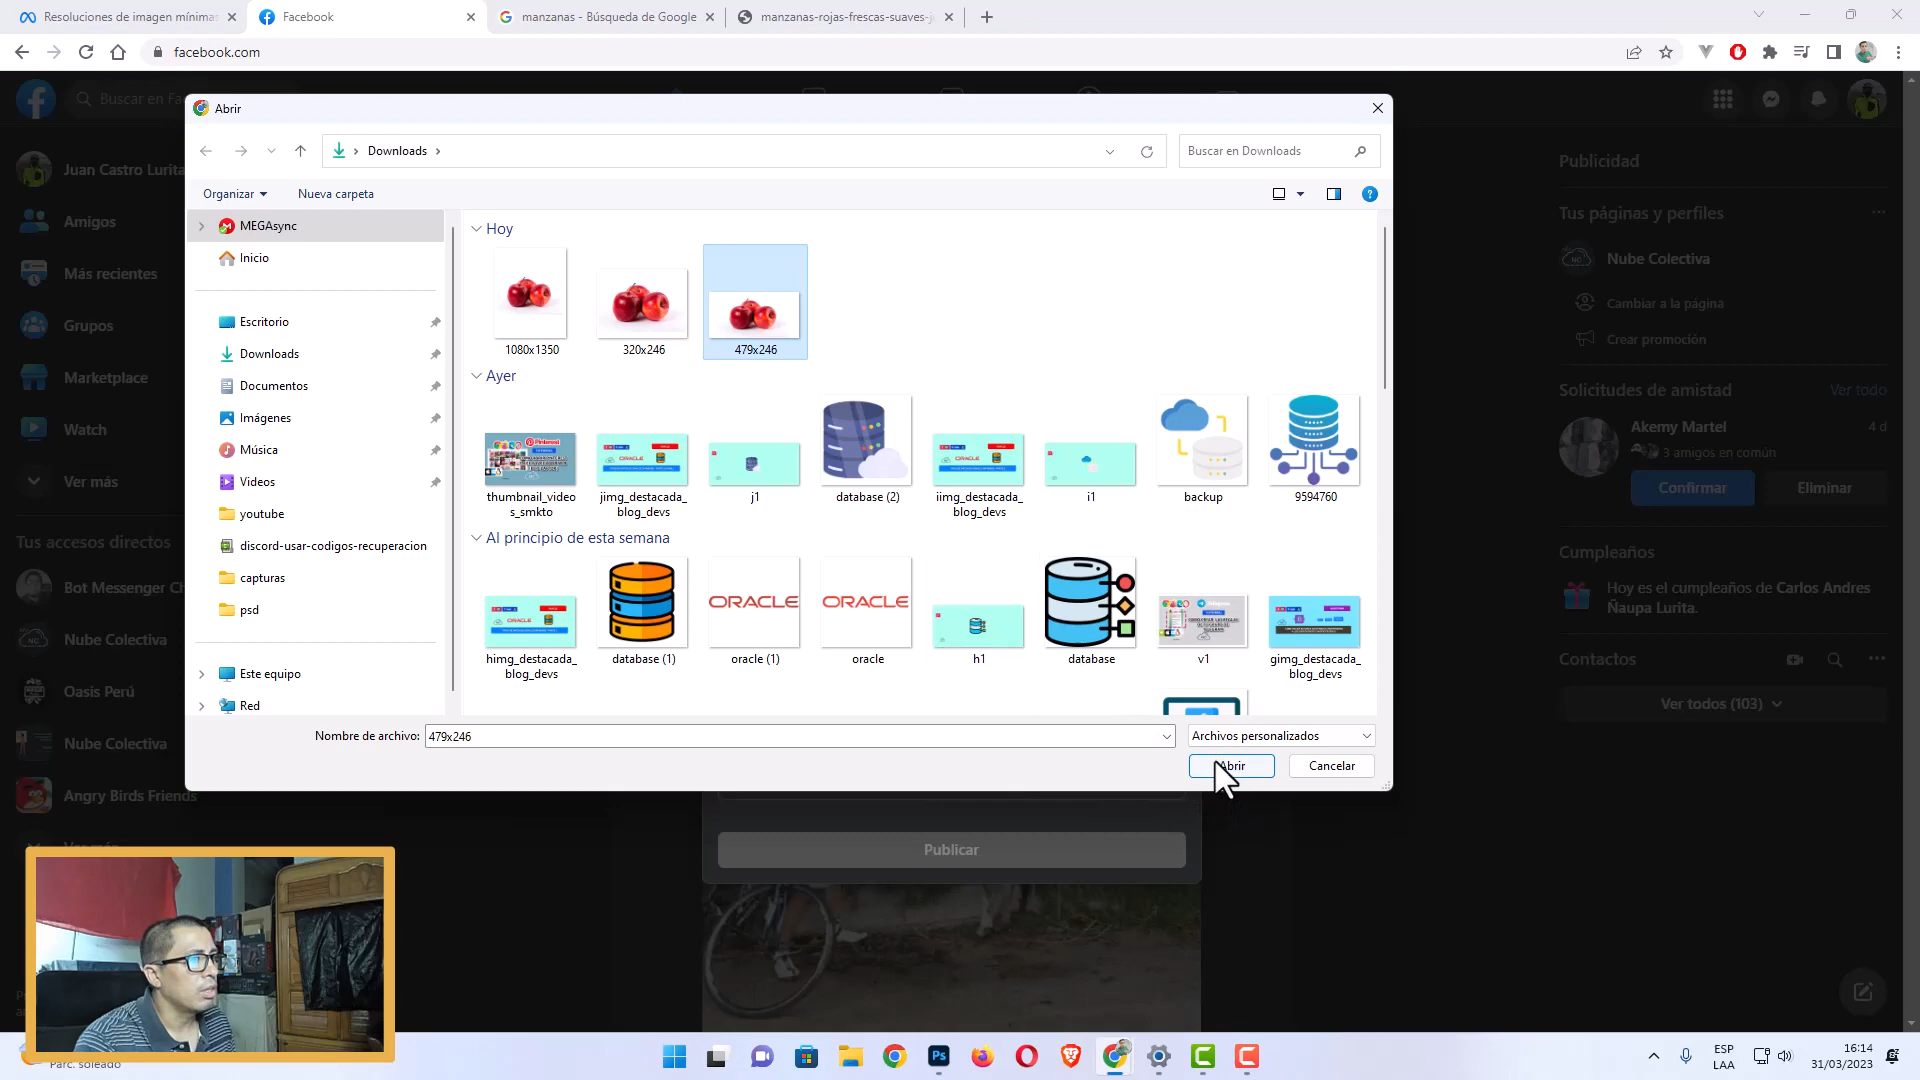 Resoluciones de imagen mínimas
Facebook
manzanas - Búsqueda de Google
manzanas-rojas-frescas-suaves-j
facebook.com
Buscar en Fa
Juan Castro Lurita
Amigos
Más recientes
Grupos
Marketplace
Watch
Ver más
Tus accesos directos
Bot Messenger Ch
Nube Colectiva
Oasis Perú
Nube Colectiva
Angry Birds Friends
Abrir
Downloads
Buscar en Downloads
Organizar
Nueva carpeta
MEGAsync
Inicio
Escritorio
Downloads
Documentos
Imágenes
Música
Videos
youtube
discord-usar-codigos-recuperacion
capturas
psd
Este equipo
Red
Hoy
1080x1350
320x246
479x246
Ayer
thumbnail_video
s_smkto
jimg_destacada_
blog_devs
j1
database (2)
iimg_destacada_
blog_devs
i1
backup
9594760
Al principio de esta semana
ORACLE
ORACLE
himg_destacada_
blog_devs
database (1)
oracle (1)
oracle
h1
database
v1
gimg_destacada_
blog_devs
Nombre de archivo:
479x246
Archivos personalizados
Abrir
Cancelar
Publicar
Publicidad
Tus páginas y perfiles
Nube Colectiva
Cambiar a la página
Crear promoción
Solicitudes de amistad
Ver todo
Akemy Martel
4 d
3 amigos en común
Confirmar
Eliminar
Cumpleaños
Hoy es el cumpleaños de Carlos Andres
Ñaupa Lurita.
Contactos
Ver todos (103)
Parc. soleado
Ps
ESP
LAA
16:14
31/03/2023